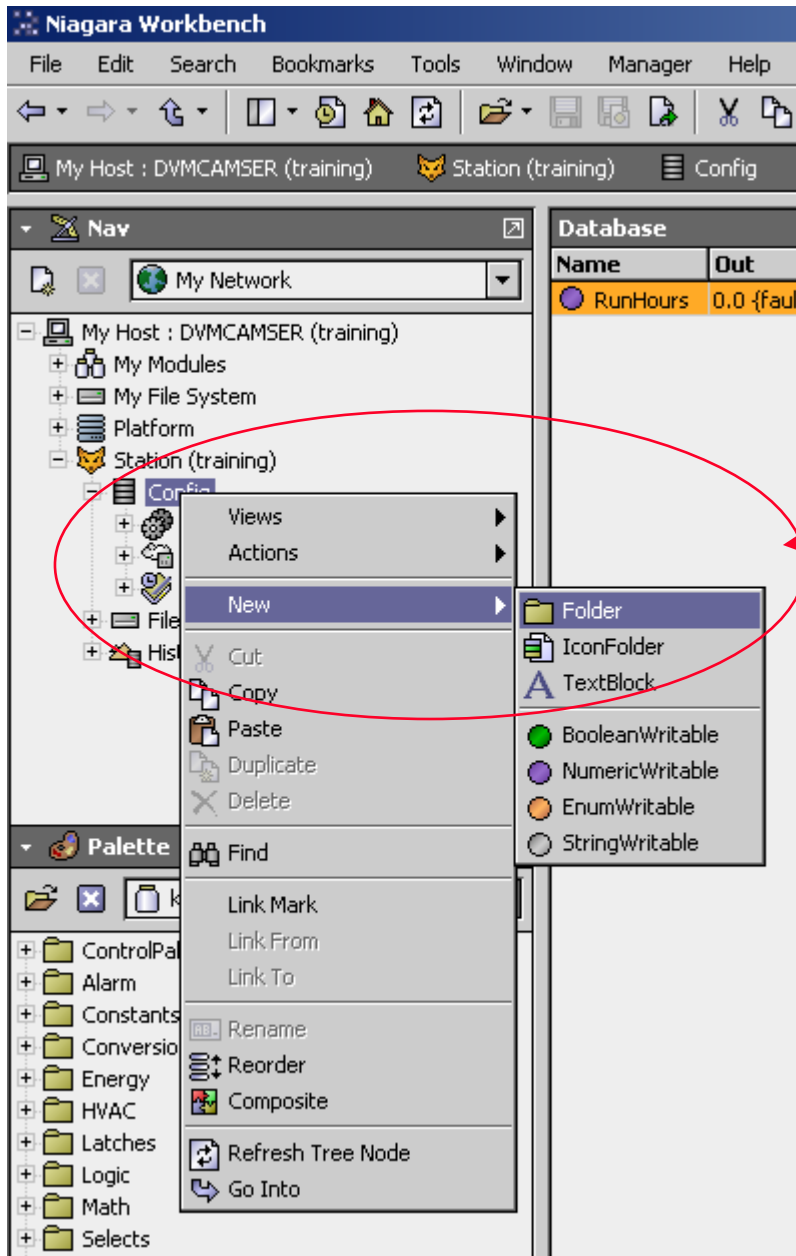 Niagara Workbench
File Edit Search Bookmarks Tools Window Manager Help
My Host : DVMCAMSER (training) Station (training) Config
Nav
My Network
My Host : DVMCAMSER (training)
My Modules
My File System
Platform
Station (training)
Config
File
Hist
Database
Name Out
RunHours 0.0 {faul
Views
Actions
New
Cut
Copy
Paste
Duplicate
Delete
Find
Link Mark
Link From
Link To
Rename
Reorder
Composite
Refresh Tree Node
Go Into
Folder
IconFolder
TextBlock
BooleanWritable
NumericWritable
EnumWritable
StringWritable
Palette
k
ControlPal
Alarm
Constants
Conversio
Energy
HVAC
Latches
Logic
Math
Selects